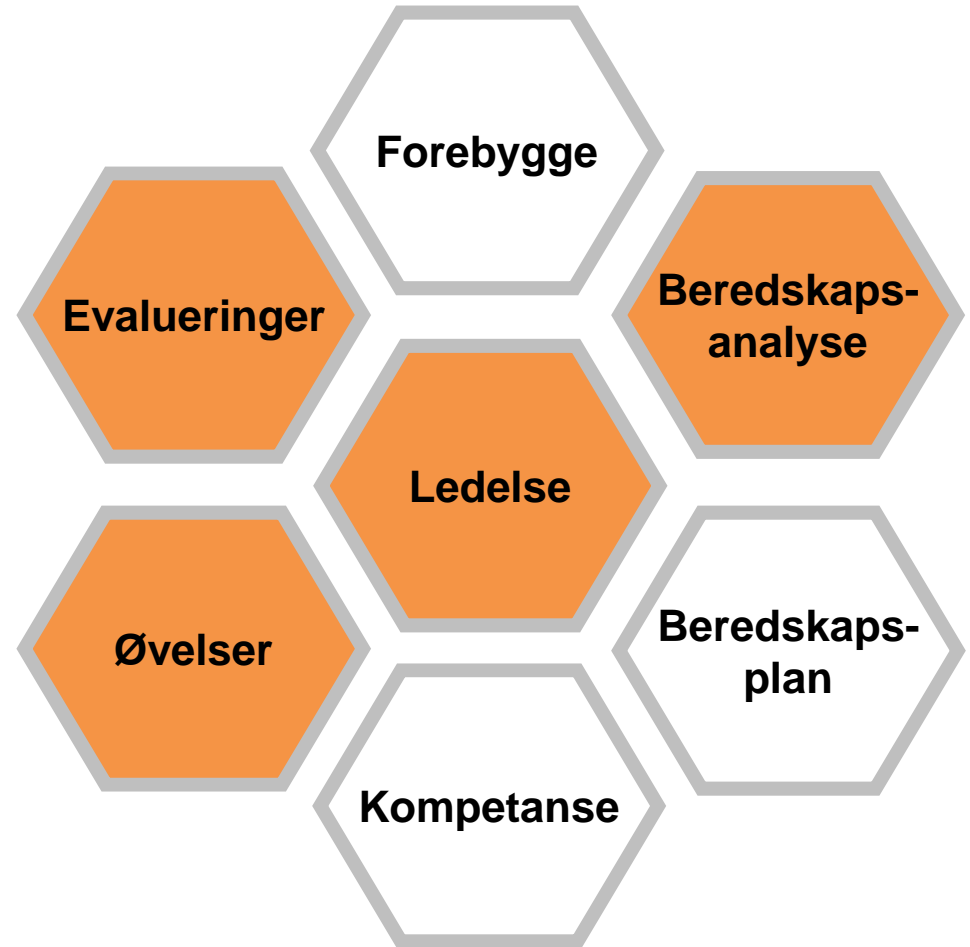 Forebygge
Evalueringer
Beredskaps-
analyse
Ledelse
Øvelser
Beredskaps-
plan
Kompetanse